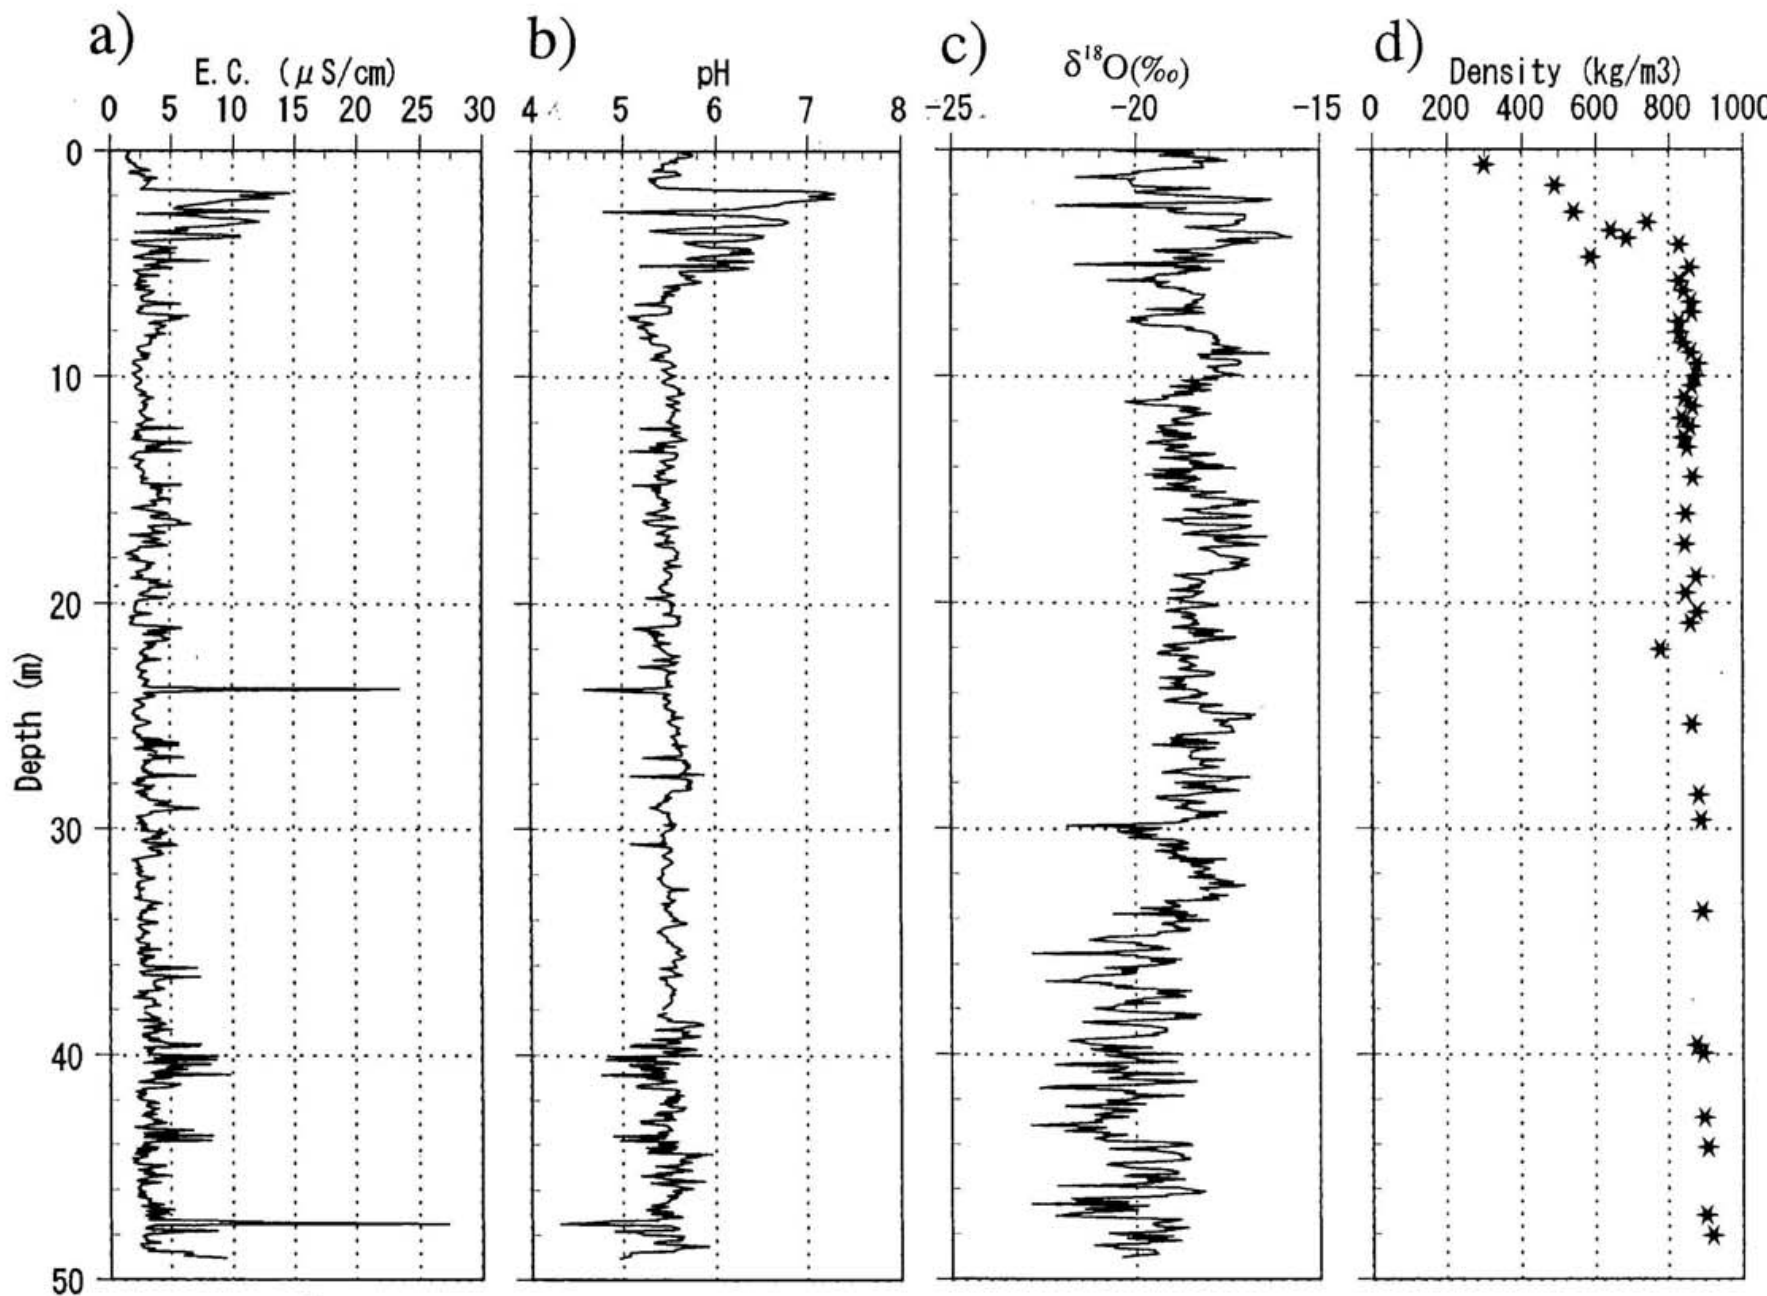 a)
E.C. (μS/cm)
0 5 10 15 20 25 30
b)
pH
4 5 6 7 8
c)
δ¹⁸O(‰)
-25 -20 -15
d)
Density (kg/m3)
0 200 400 600 800 1000
Depth (m)
0
10
20
30
40
50